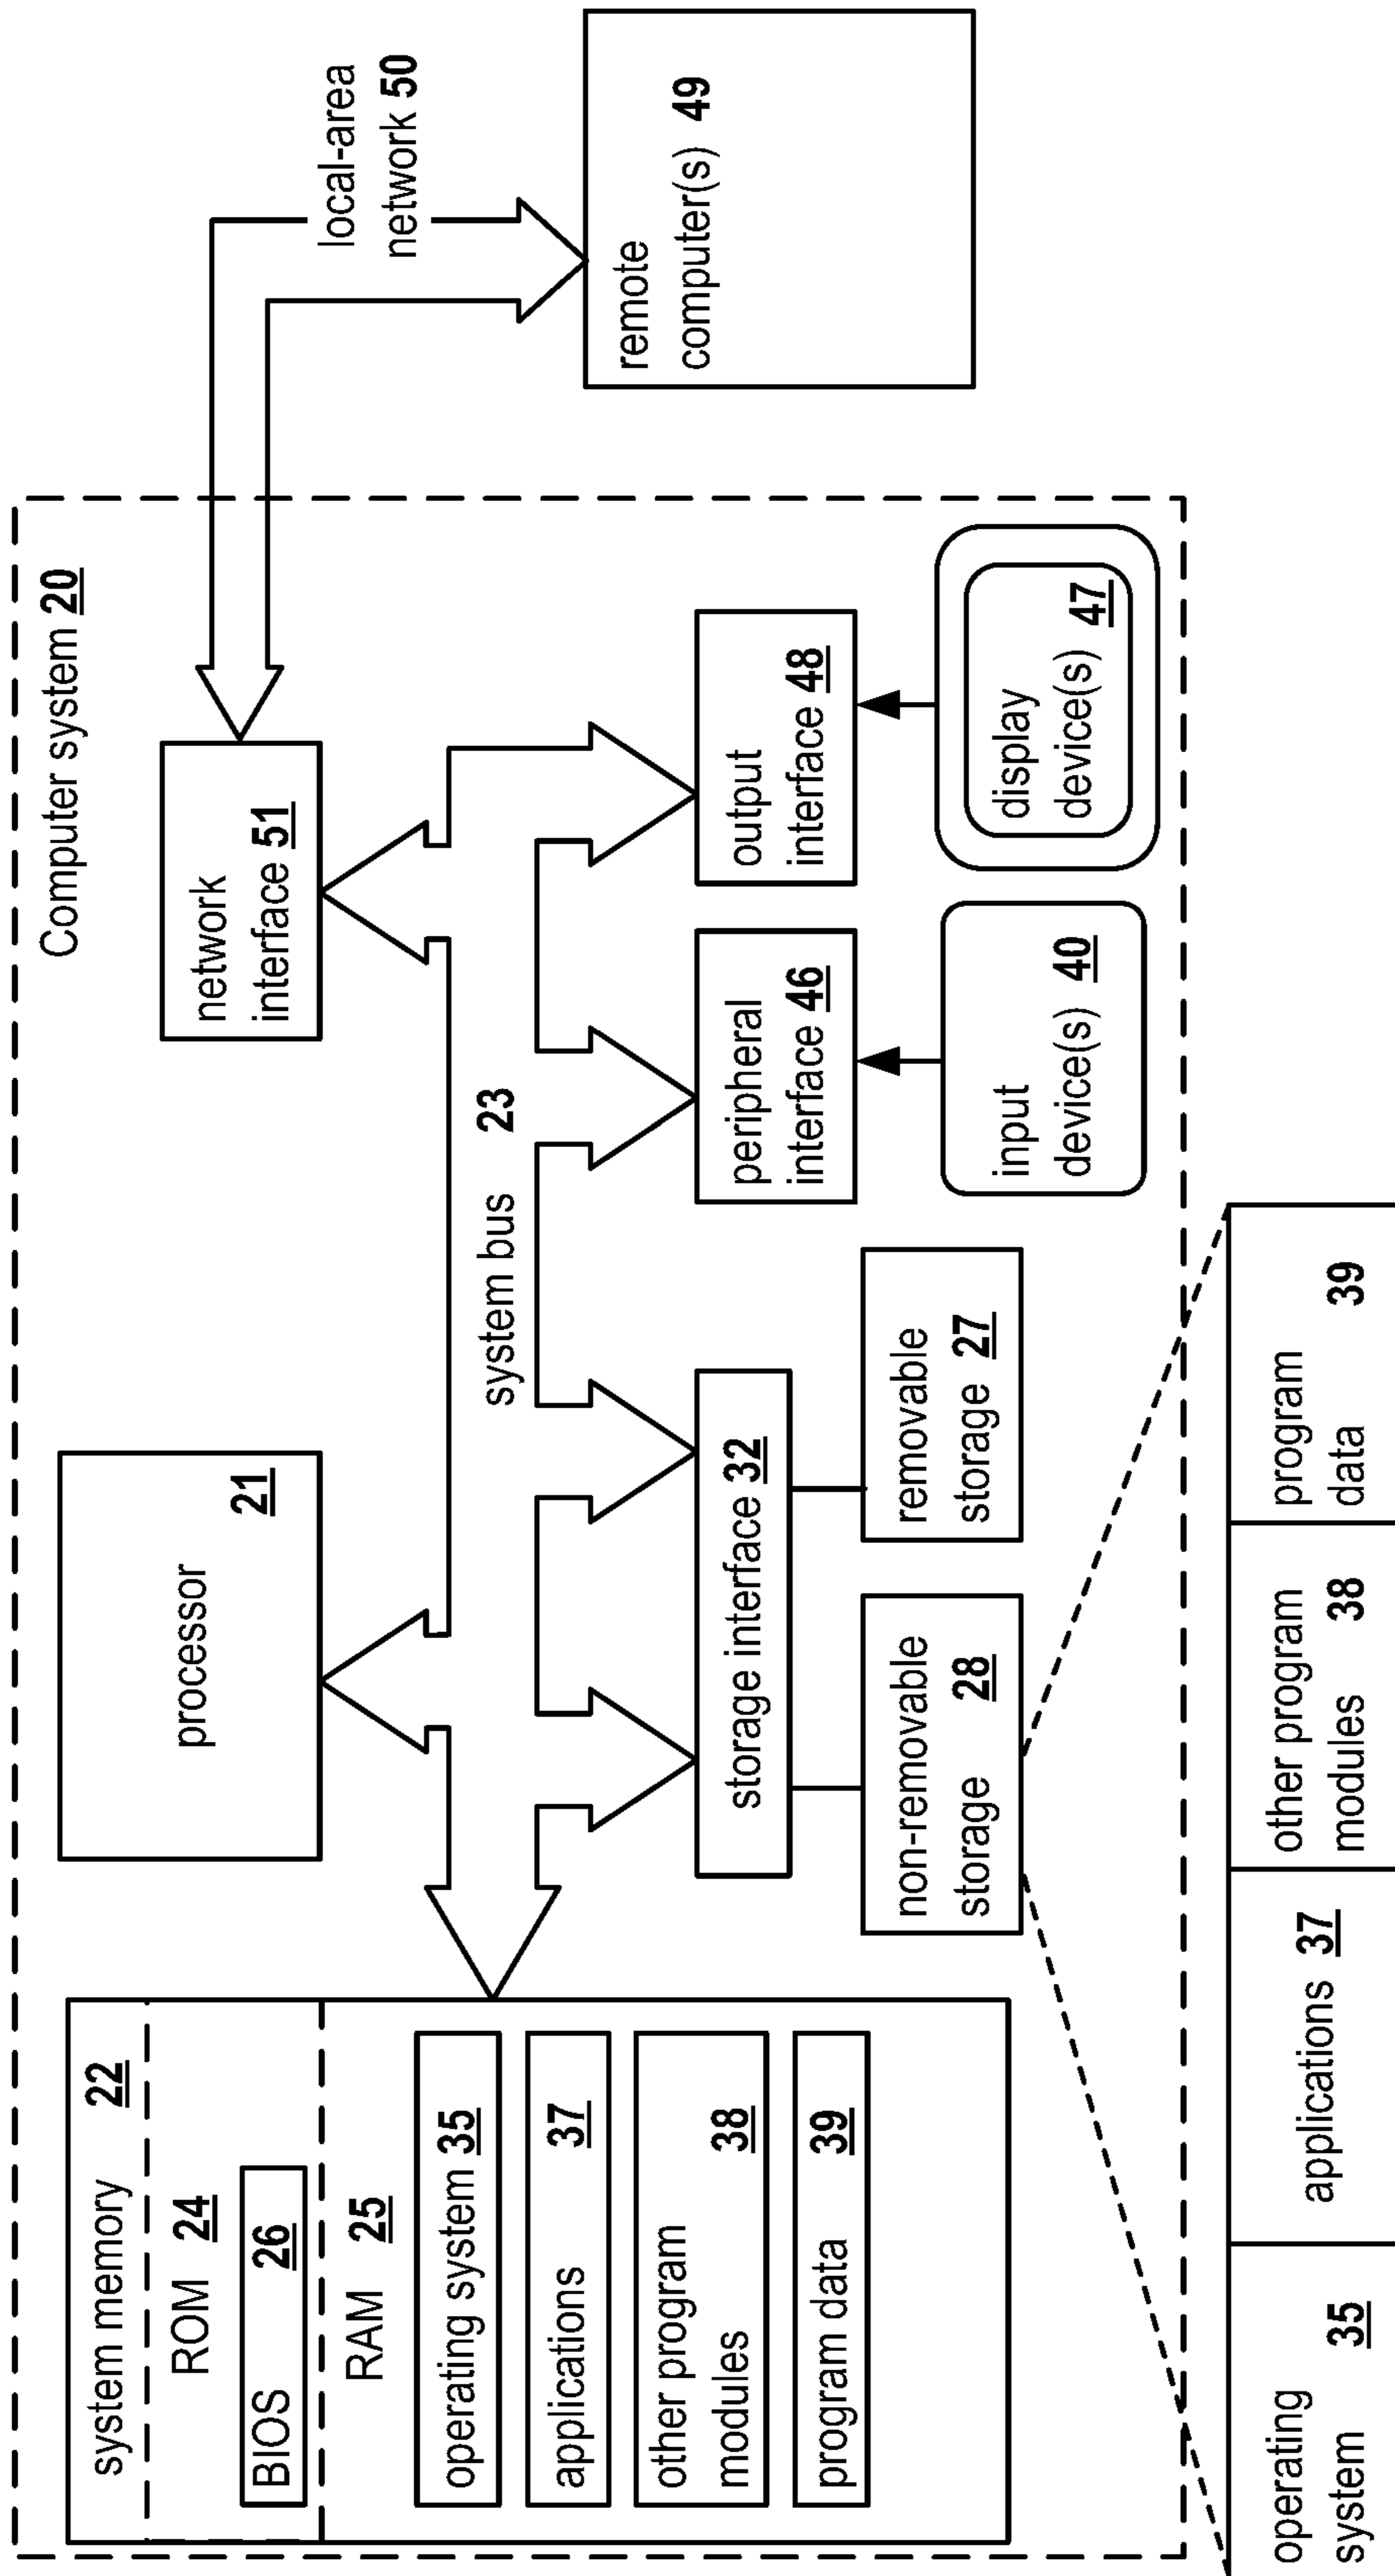 Computer system 20
system memory 22
ROM 24
BIOS 26
RAM 25
operating system 35
applications 37
other program
modules 38
program data 39
processor
21
network
interface 51
local-area
network 50
system bus 23
storage interface 32
non-removable
storage 28
removable
storage 27
peripheral
interface 46
output
interface 48
input
device(s) 40
display
device(s) 47
remote
computer(s) 49
operating
system 35
applications 37
other program
modules 38
program
data 39